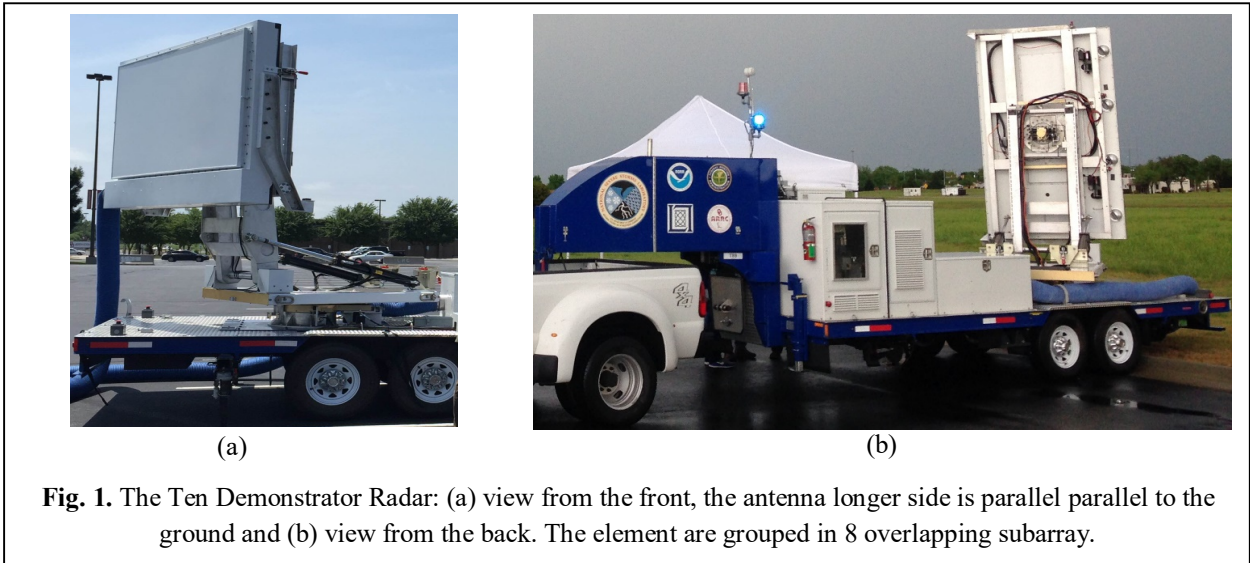 (a)
(b)
Fig. 1. The Ten Demonstrator Radar: (a) view from the front, the antenna longer side is parallel parallel to the
ground and (b) view from the back. The element are grouped in 8 overlapping subarray.